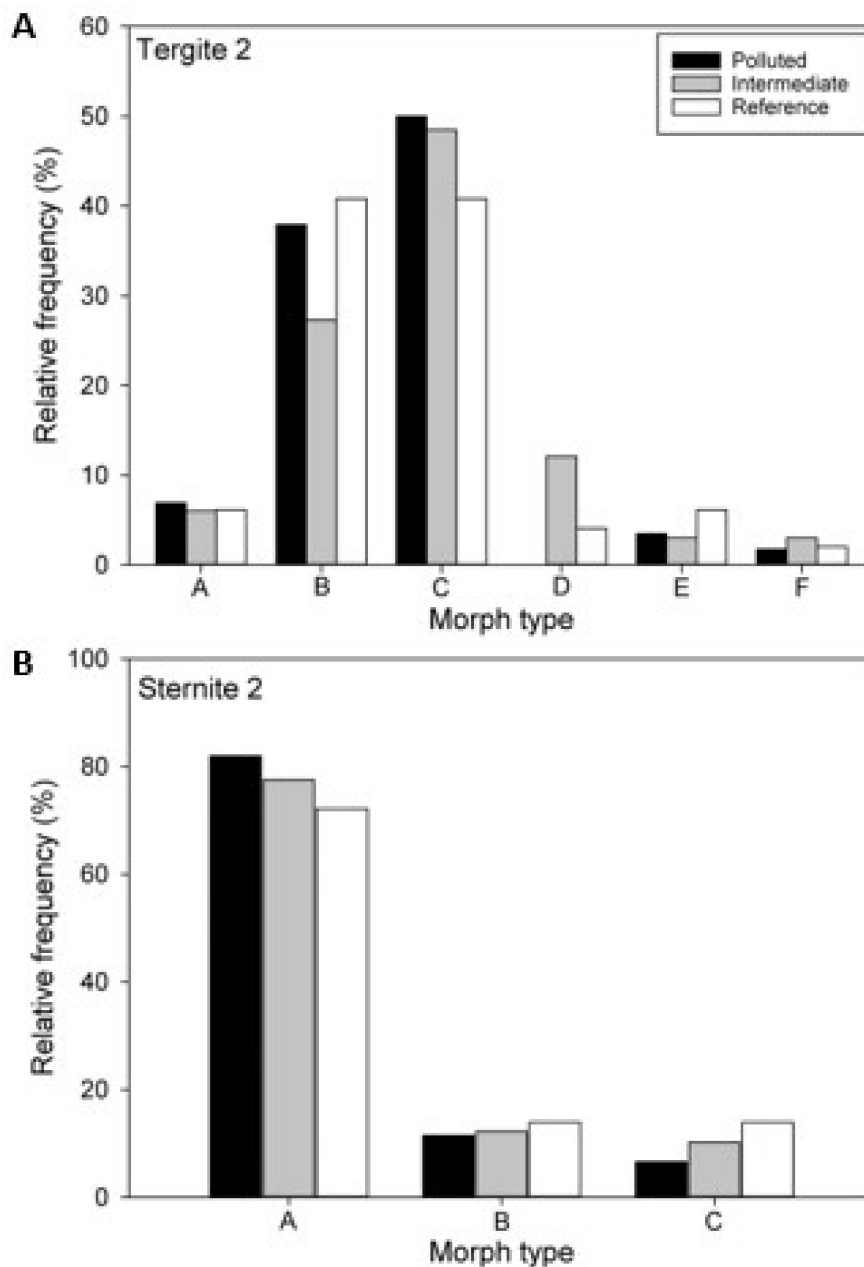 A
Tergite 2
Polluted
Intermediate
Reference
60
50
40
30
20
10
0
Relative frequency (%)
A B C D E F
Morph type
B
Sternite 2
100
80
60
40
20
0
Relative frequency (%)
A B C
Morph type